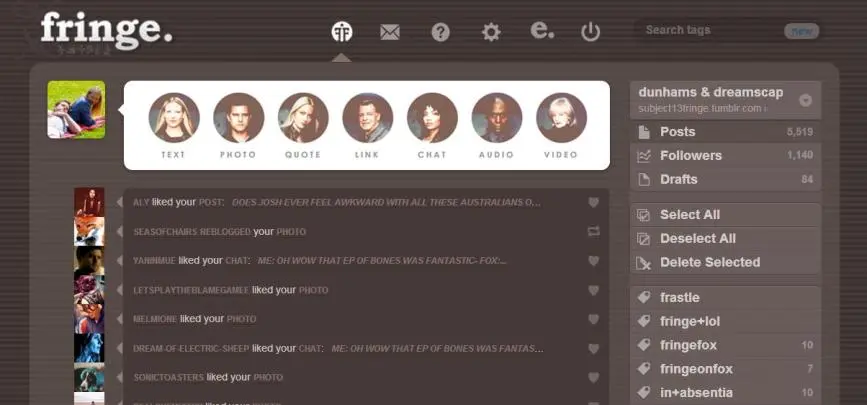 fringe.
e.
Search tags
New
TEXT PHOTO QUOTE LINK CHAT AUDIO VIDEO
dunhams & dreamscap
subject13fringe.tumblr.com
Posts 5,519
Followers 1,140
Drafts 84
Select All
Deselect All
Delete Selected
frastle
fringe+lol
fringefox 10
fringeonfox 7
in+absentia 10
ALY liked your POST: DOES JOSH EVER FEEL AWKWARD WITH ALL THESE AUSTRALIANS O...
SEASOFCHAIRS REBLOGGED your PHOTO
YANINMUE liked your CHAT: ME: OH WOW THAT EP OF BONES WAS FANTASTIC- FOX:...
LETSPLAYTHEBLAMEGAMEE liked your PHOTO
MELMIONE liked your PHOTO
DREAM-OF-ELECTRIC-SHEEP liked your CHAT: ME: OH WOW THAT EP OF BONES WAS FANTAS...
SONICTOASTERS liked your PHOTO